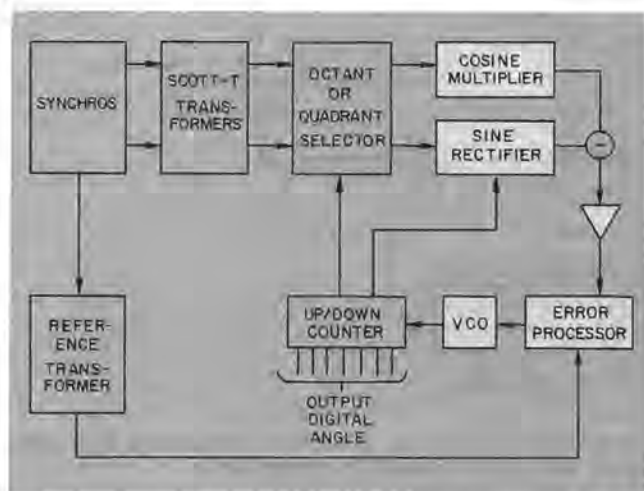 SYNCHROS
SCOTT-T
TRANS-
FORMERS
OCTANT
OR
QUADRANT
SELECTOR
COSINE
MULTIPLIER
SINE
RECTIFIER
−
REFER-
ENCE
TRANS-
FORMER
UP/DOWN
COUNTER
VCO
ERROR
PROCESSOR
OUTPUT
DIGITAL
ANGLE